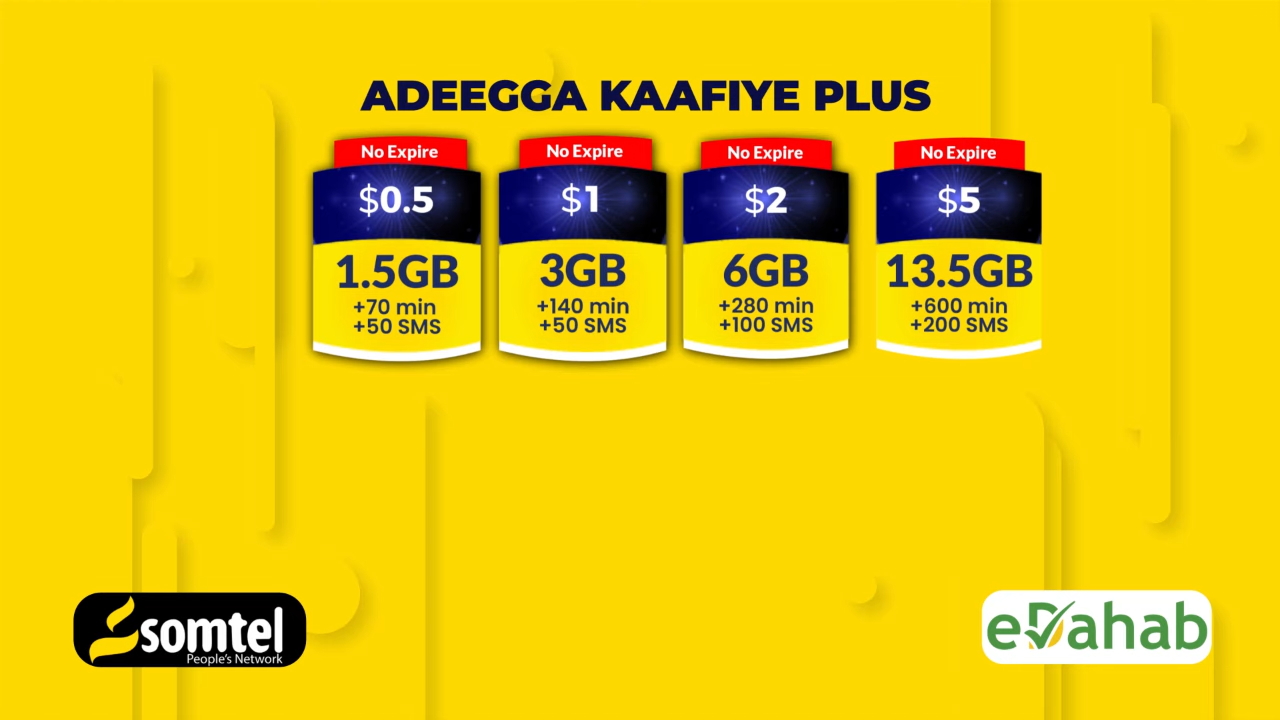 ADEEGGA KAAFIYE PLUS
No Expire
$0.5
1.5GB
+70 min
+50 SMS
No Expire
$1
3GB
+140 min
+50 SMS
No Expire
$2
6GB
+280 min
+100 SMS
No Expire
$5
13.5GB
+600 min
+200 SMS
somtel
People's Network
eDahab